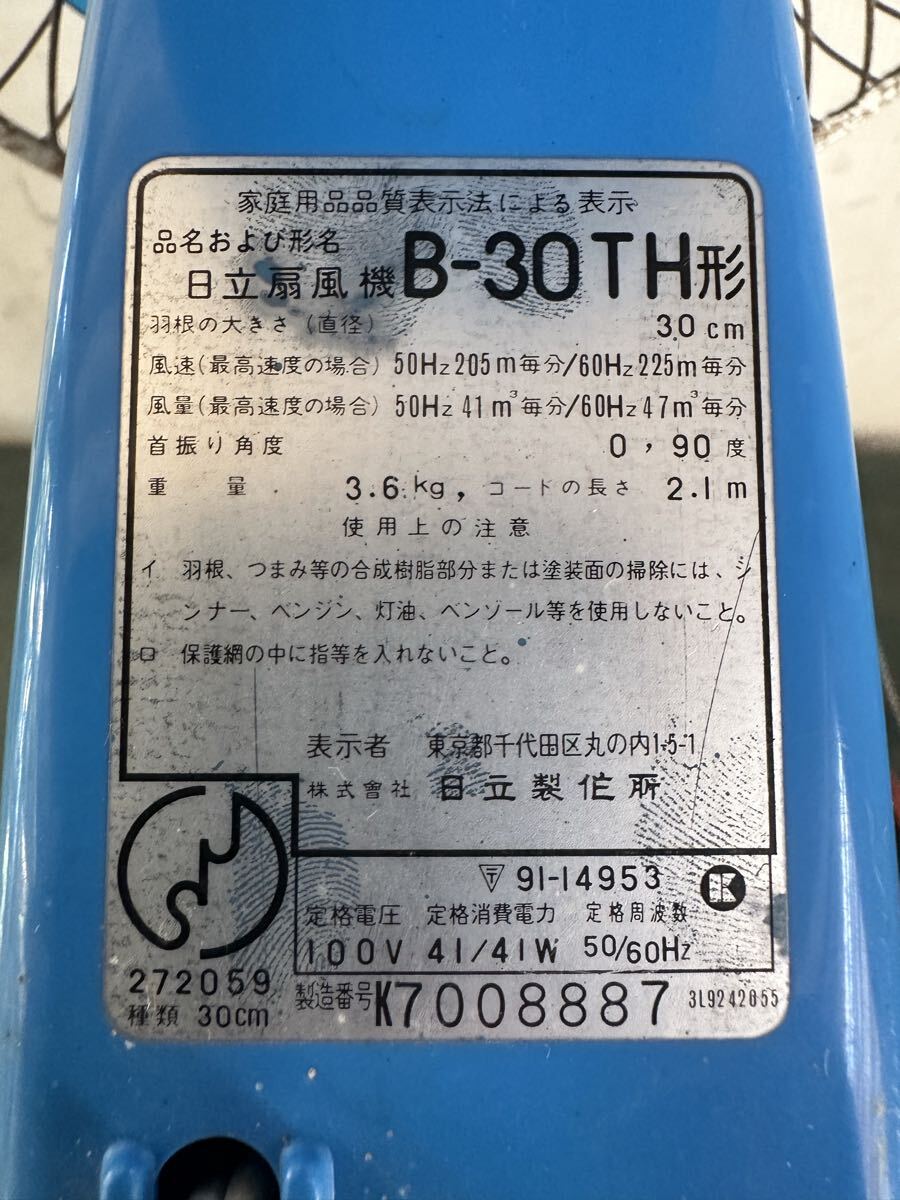 家庭用品品質表示法による表示
品名および形名
日立扇風機 B-30TH形
羽根の大きさ(直径) 30cm
風速(最高速度の場合) 50Hz 205m毎分/60Hz 225m毎分
風量(最高速度の場合) 50Hz 41m³毎分/60Hz 47m³毎分
首振り角度 0,90度
重量 3.6kg, コードの長さ 2.1m
使用上の注意
イ 羽根、つまみ等の合成樹脂部分または塗装面の掃除には、シ
ンナー、ベンジン、灯油、ベンゾール等を使用しないこと。
ロ 保護網の中に指等を入れないこと。
表示者 東京都千代田区丸の内1-5-1
株式會社 日立製作所
〒 91-14953
定格電圧 定格消費電力 定格周波数
100V 41/41W 50/60Hz
272059
種類 30cm
製造番号 K7008887 3L9242055